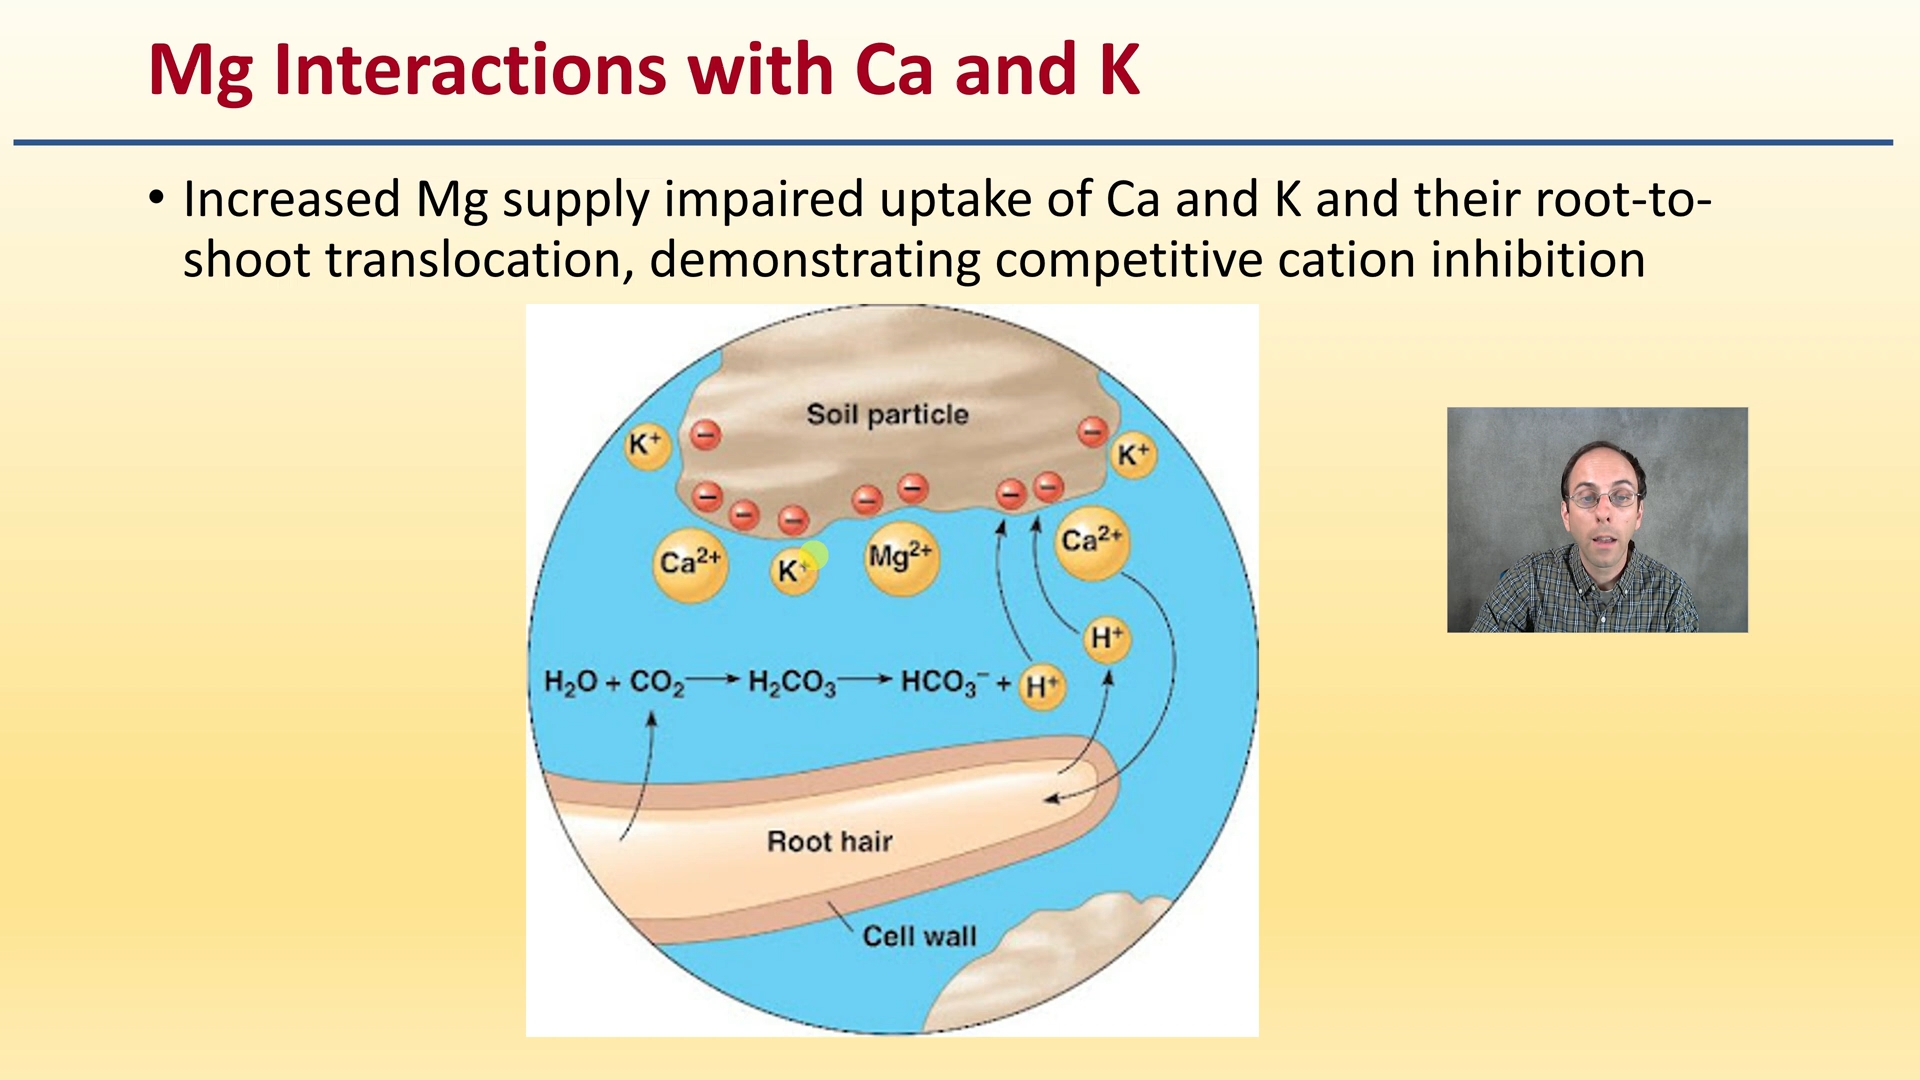 Mg Interactions with Ca and K
• Increased Mg supply impaired uptake of Ca and K and their root-to-
shoot translocation, demonstrating competitive cation inhibition
Soil particle
K⁺
K⁺
Ca²⁺
K⁺
Mg²⁺
Ca²⁺
H⁺
H₂O + CO₂ → H₂CO₃ → HCO₃⁻ + H⁺
Root hair
Cell wall